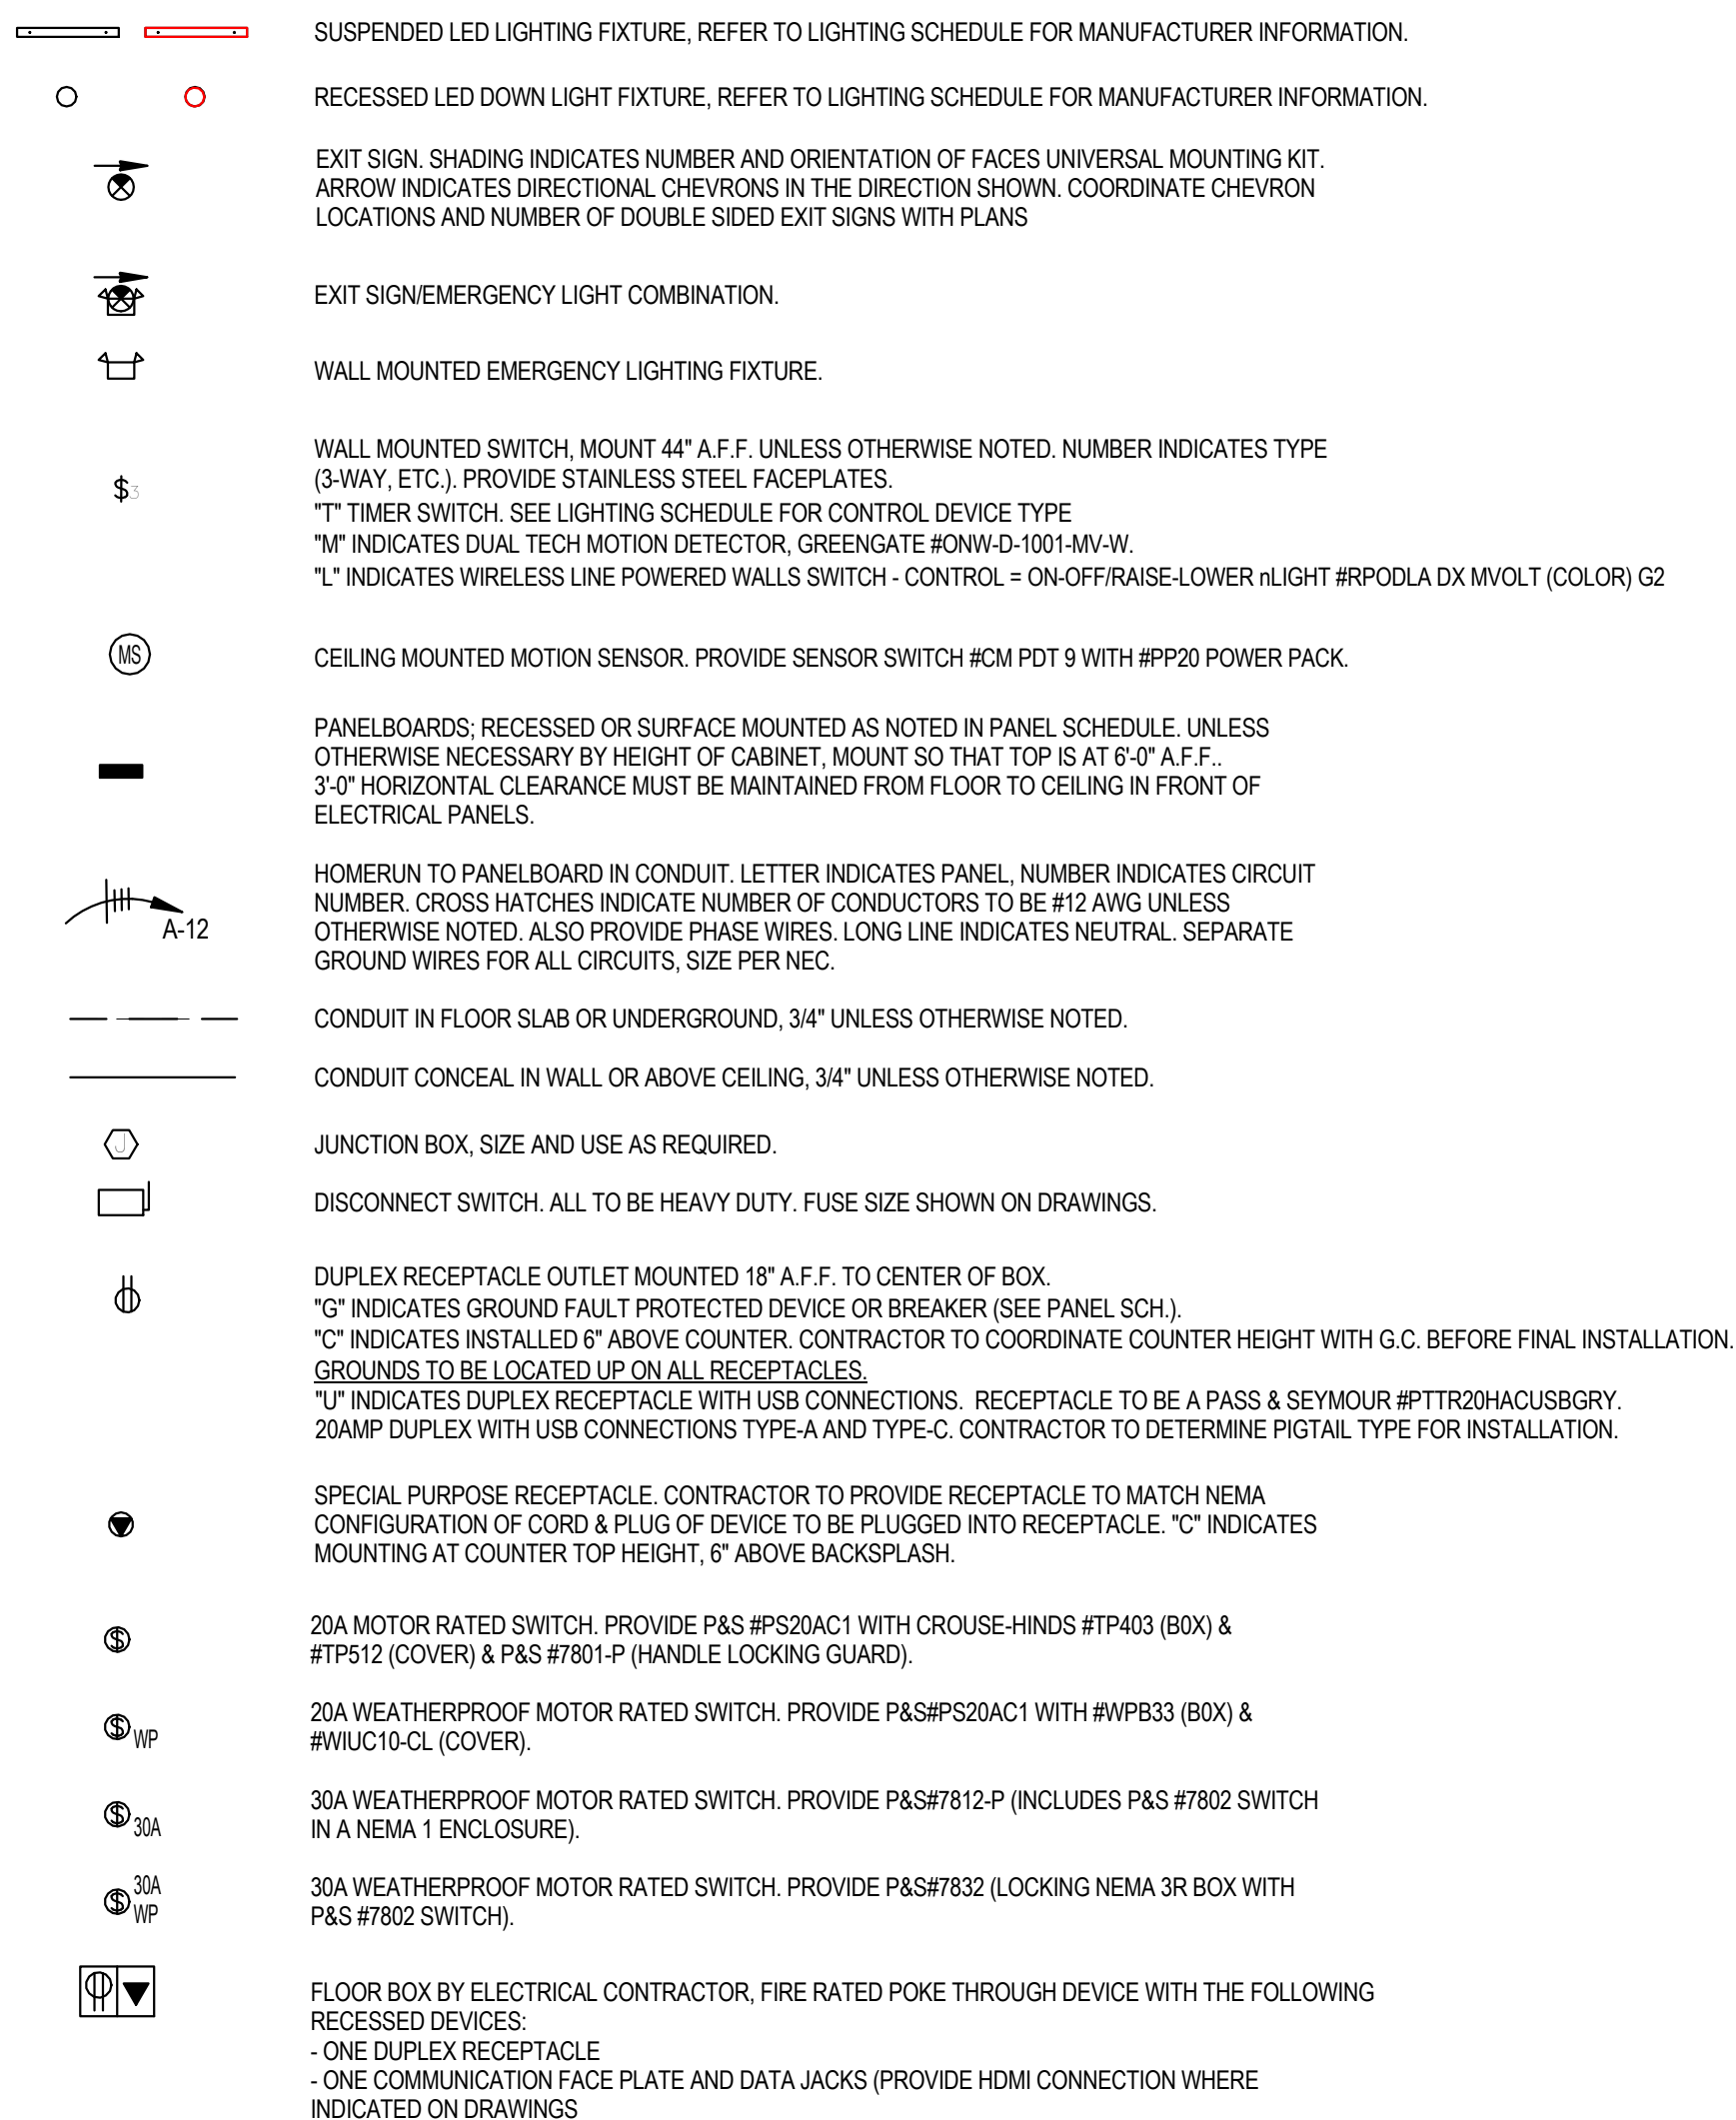 SUSPENDED LED LIGHTING FIXTURE, REFER TO LIGHTING SCHEDULE FOR MANUFACTURER INFORMATION.
RECESSED LED DOWN LIGHT FIXTURE, REFER TO LIGHTING SCHEDULE FOR MANUFACTURER INFORMATION.
EXIT SIGN. SHADING INDICATES NUMBER AND ORIENTATION OF FACES UNIVERSAL MOUNTING KIT.
ARROW INDICATES DIRECTIONAL CHEVRONS IN THE DIRECTION SHOWN. COORDINATE CHEVRON
LOCATIONS AND NUMBER OF DOUBLE SIDED EXIT SIGNS WITH PLANS
EXIT SIGN/EMERGENCY LIGHT COMBINATION.
WALL MOUNTED EMERGENCY LIGHTING FIXTURE.
$3
WALL MOUNTED SWITCH, MOUNT 44" A.F.F. UNLESS OTHERWISE NOTED. NUMBER INDICATES TYPE
(3-WAY, ETC.). PROVIDE STAINLESS STEEL FACEPLATES.
"T" TIMER SWITCH. SEE LIGHTING SCHEDULE FOR CONTROL DEVICE TYPE
"M" INDICATES DUAL TECH MOTION DETECTOR, GREENGATE #ONW-D-1001-MV-W.
"L" INDICATES WIRELESS LINE POWERED WALLS SWITCH - CONTROL = ON-OFF/RAISE-LOWER nLIGHT #RPODLA DX MVOLT (COLOR) G2
MS
CEILING MOUNTED MOTION SENSOR. PROVIDE SENSOR SWITCH #CM PDT 9 WITH #PP20 POWER PACK.
PANELBOARDS; RECESSED OR SURFACE MOUNTED AS NOTED IN PANEL SCHEDULE. UNLESS
OTHERWISE NECESSARY BY HEIGHT OF CABINET, MOUNT SO THAT TOP IS AT 6'-0" A.F.F..
3'-0" HORIZONTAL CLEARANCE MUST BE MAINTAINED FROM FLOOR TO CEILING IN FRONT OF
ELECTRICAL PANELS.
A-12
HOMERUN TO PANELBOARD IN CONDUIT. LETTER INDICATES PANEL, NUMBER INDICATES CIRCUIT
NUMBER. CROSS HATCHES INDICATE NUMBER OF CONDUCTORS TO BE #12 AWG UNLESS
OTHERWISE NOTED. ALSO PROVIDE PHASE WIRES. LONG LINE INDICATES NEUTRAL. SEPARATE
GROUND WIRES FOR ALL CIRCUITS, SIZE PER NEC.
CONDUIT IN FLOOR SLAB OR UNDERGROUND, 3/4" UNLESS OTHERWISE NOTED.
CONDUIT CONCEAL IN WALL OR ABOVE CEILING, 3/4" UNLESS OTHERWISE NOTED.
J
JUNCTION BOX, SIZE AND USE AS REQUIRED.
DISCONNECT SWITCH. ALL TO BE HEAVY DUTY. FUSE SIZE SHOWN ON DRAWINGS.
DUPLEX RECEPTACLE OUTLET MOUNTED 18" A.F.F. TO CENTER OF BOX.
"G" INDICATES GROUND FAULT PROTECTED DEVICE OR BREAKER (SEE PANEL SCH.).
"C" INDICATES INSTALLED 6" ABOVE COUNTER. CONTRACTOR TO COORDINATE COUNTER HEIGHT WITH G.C. BEFORE FINAL INSTALLATION.
GROUNDS TO BE LOCATED UP ON ALL RECEPTACLES.
"U" INDICATES DUPLEX RECEPTACLE WITH USB CONNECTIONS. RECEPTACLE TO BE A PASS & SEYMOUR #PTTR20HACUSBGRY.
20AMP DUPLEX WITH USB CONNECTIONS TYPE-A AND TYPE-C. CONTRACTOR TO DETERMINE PIGTAIL TYPE FOR INSTALLATION.
SPECIAL PURPOSE RECEPTACLE. CONTRACTOR TO PROVIDE RECEPTACLE TO MATCH NEMA
CONFIGURATION OF CORD & PLUG OF DEVICE TO BE PLUGGED INTO RECEPTACLE. "C" INDICATES
MOUNTING AT COUNTER TOP HEIGHT, 6" ABOVE BACKSPLASH.
$
20A MOTOR RATED SWITCH. PROVIDE P&S #PS20AC1 WITH CROUSE-HINDS #TP403 (B0X) &
#TP512 (COVER) & P&S #7801-P (HANDLE LOCKING GUARD).
$ WP
20A WEATHERPROOF MOTOR RATED SWITCH. PROVIDE P&S#PS20AC1 WITH #WPB33 (B0X) &
#WIUC10-CL (COVER).
$ 30A
30A WEATHERPROOF MOTOR RATED SWITCH. PROVIDE P&S#7812-P (INCLUDES P&S #7802 SWITCH
IN A NEMA 1 ENCLOSURE).
30A
$ WP
30A WEATHERPROOF MOTOR RATED SWITCH. PROVIDE P&S#7832 (LOCKING NEMA 3R BOX WITH
P&S #7802 SWITCH).
FLOOR BOX BY ELECTRICAL CONTRACTOR, FIRE RATED POKE THROUGH DEVICE WITH THE FOLLOWING
RECESSED DEVICES:
- ONE DUPLEX RECEPTACLE
- ONE COMMUNICATION FACE PLATE AND DATA JACKS (PROVIDE HDMI CONNECTION WHERE
INDICATED ON DRAWINGS